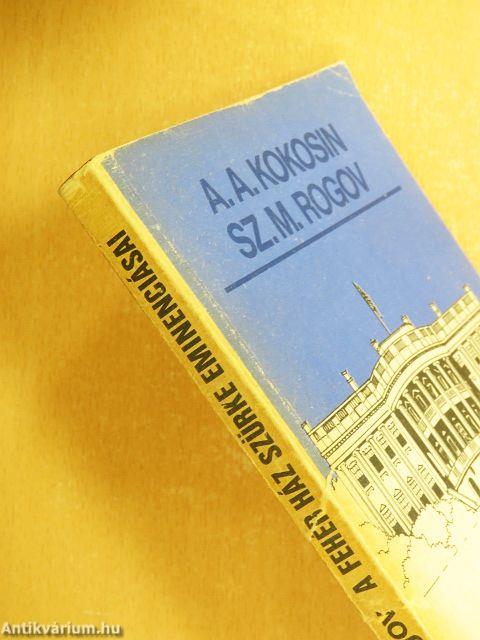 A. A. KOKOSIN
SZ. M. ROGOV
A FEHÉR HÁZ SZÜRKE EMINENCIÁSAI
Antikvárium.hu